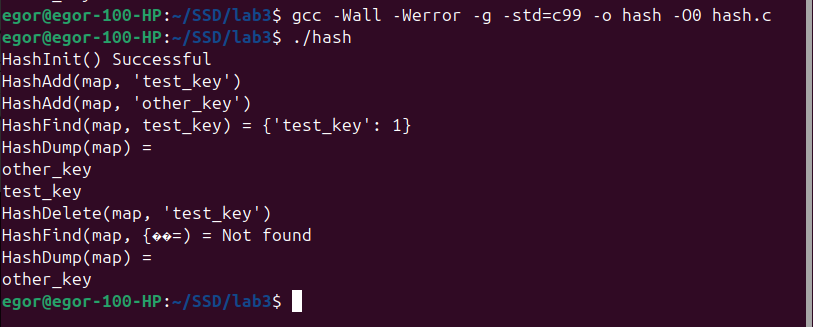 egor@egor-100-HP:~/SSD/lab3$ gcc -Wall -Werror -g -std=c99 -o hash -O0 hash.c
egor@egor-100-HP:~/SSD/lab3$ ./hash
HashInit() Successful
HashAdd(map, 'test_key')
HashAdd(map, 'other_key')
HashFind(map, test_key) = {'test_key': 1}
HashDump(map) =
other_key
test_key
HashDelete(map, 'test_key')
HashFind(map, {��=) = Not found
HashDump(map) =
other_key
egor@egor-100-HP:~/SSD/lab3$